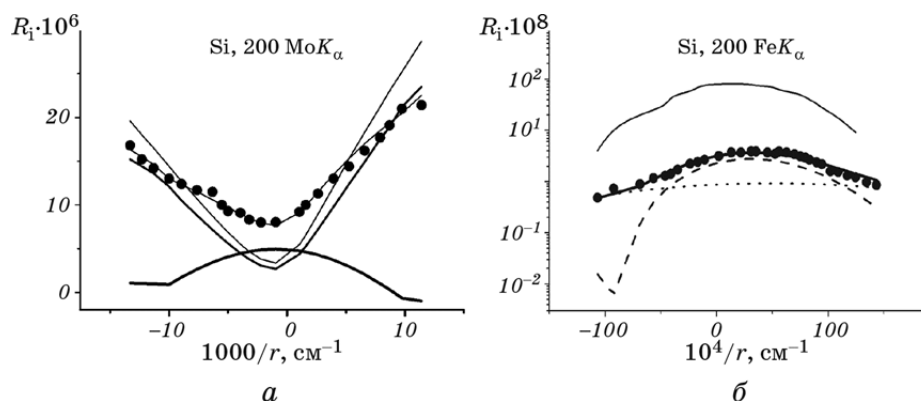 Rᵢ·10⁶
Si, 200 MoKα
20
10
0
−10
0
10
1000/r, см⁻¹
а
Rᵢ·10⁸
Si, 200 FeKα
10²
10¹
10⁻¹
10⁻²
−100
0
100
10⁴/r, см⁻¹
б